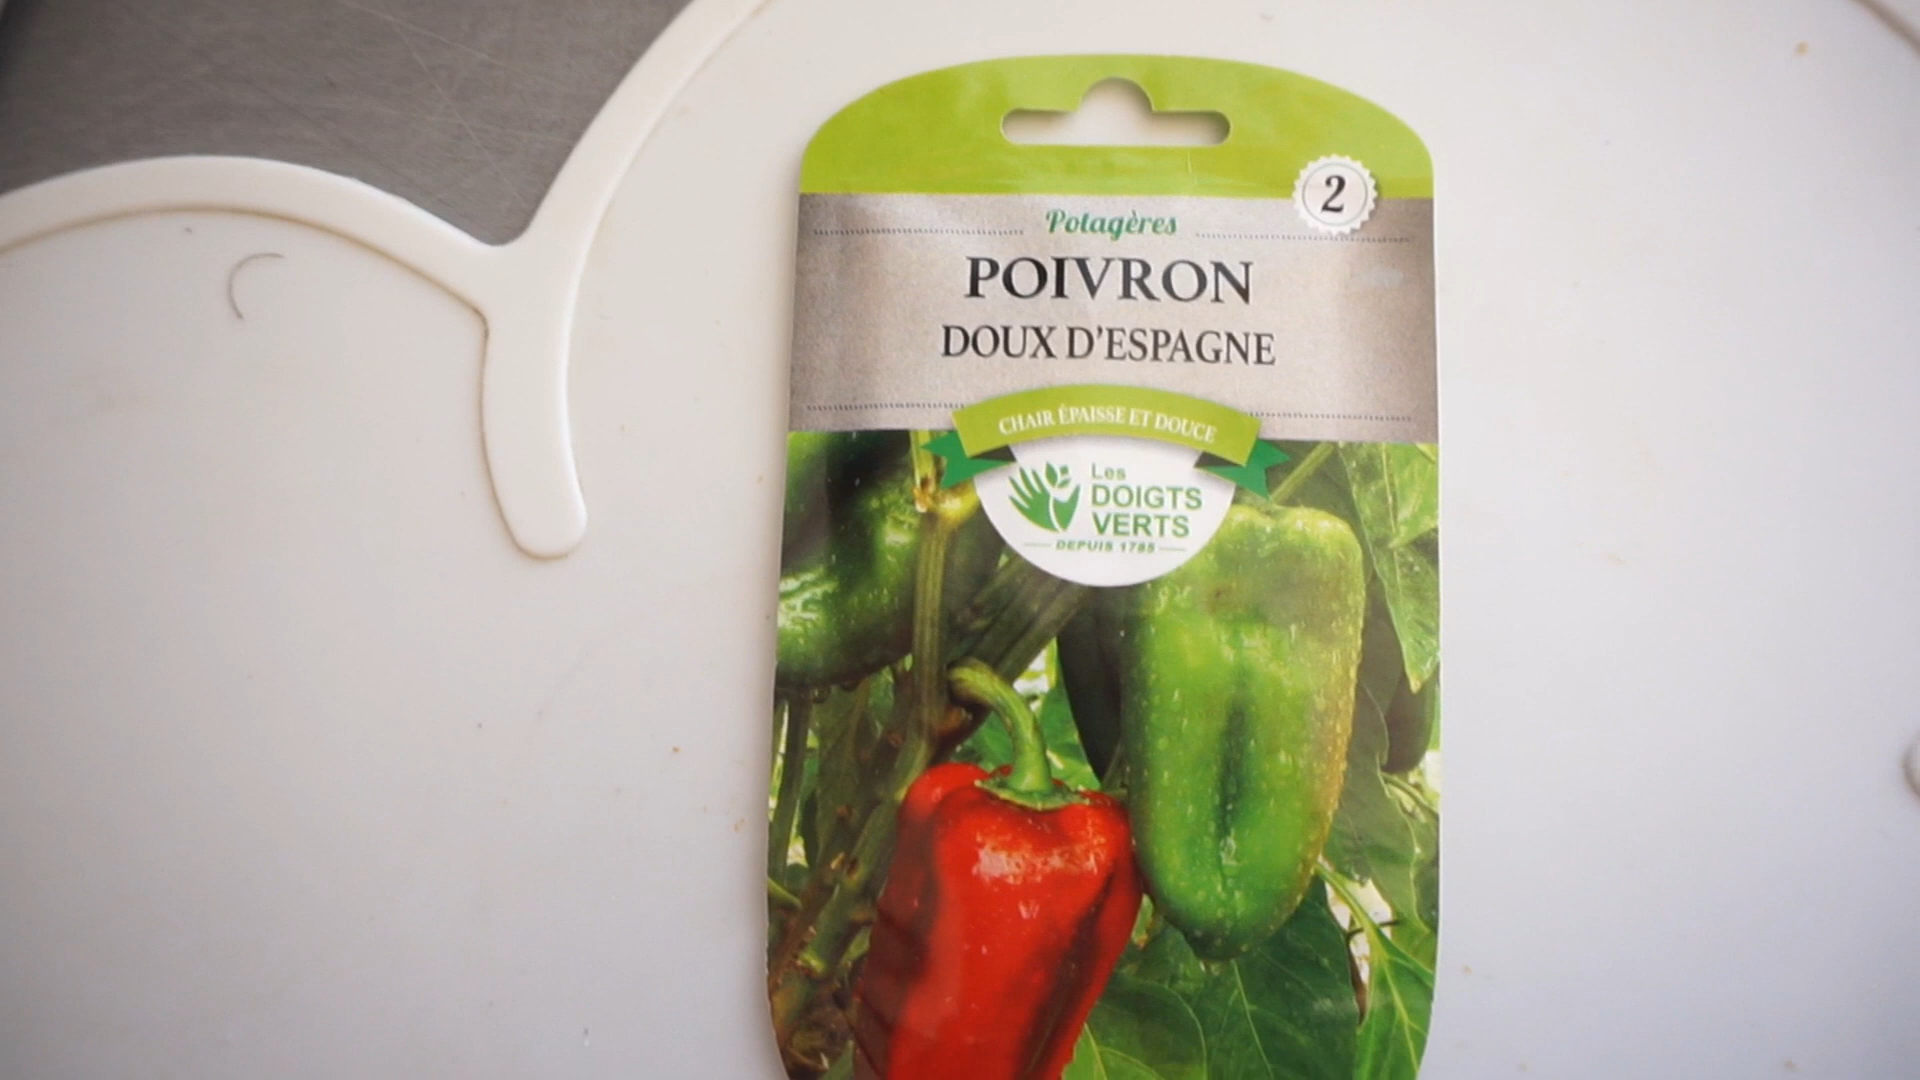 2
Potagères
POIVRON
DOUX D'ESPAGNE
CHAIR ÉPAISSE ET DOUCE
Les
DOIGTS
VERTS
DEPUIS 1785